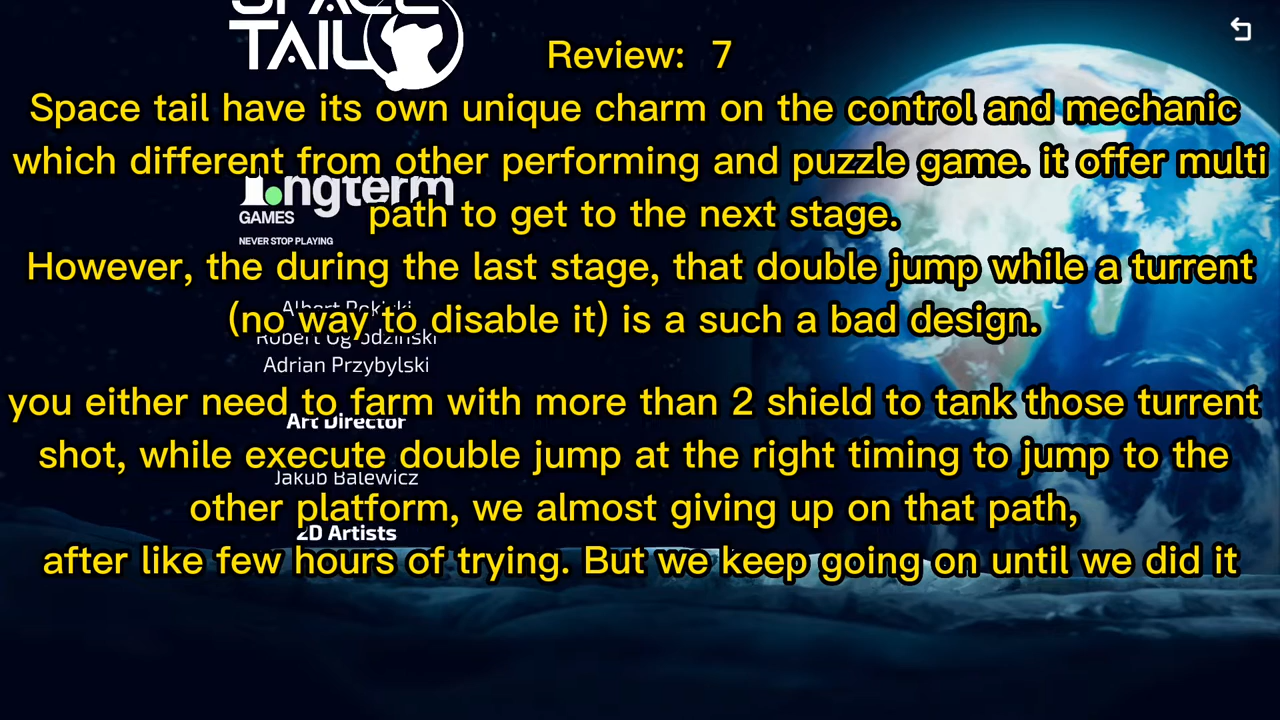 SPACE
TAIL
Review: 7
Space tail have its own unique charm on the control and mechanic
which different from other performing and puzzle game. it offer multi
Longterm
GAMES
path to get to the next stage.
NEVER STOP PLAYING
However, the during the last stage, that double jump while a turrent
Albert Rokicki
(no way to disable it) is a such a bad design.
Robert Ogrodziński
Adrian Przybylski
you either need to farm with more than 2 shield to tank those turrent
Art Director
shot, while execute double jump at the right timing to jump to the
Jakub Balewicz
other platform, we almost giving up on that path,
2D Artists
after like few hours of trying. But we keep going on until we did it